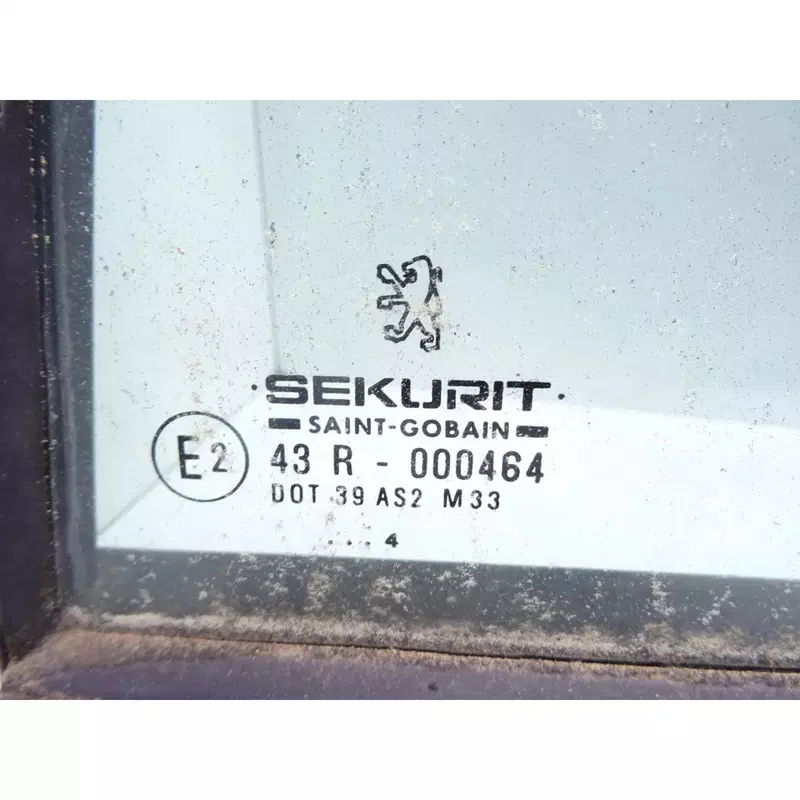 ·SEKURIT·
SAINT-GOBAIN
E2 43 R - 000464
DOT 39 AS2 M33
... 4